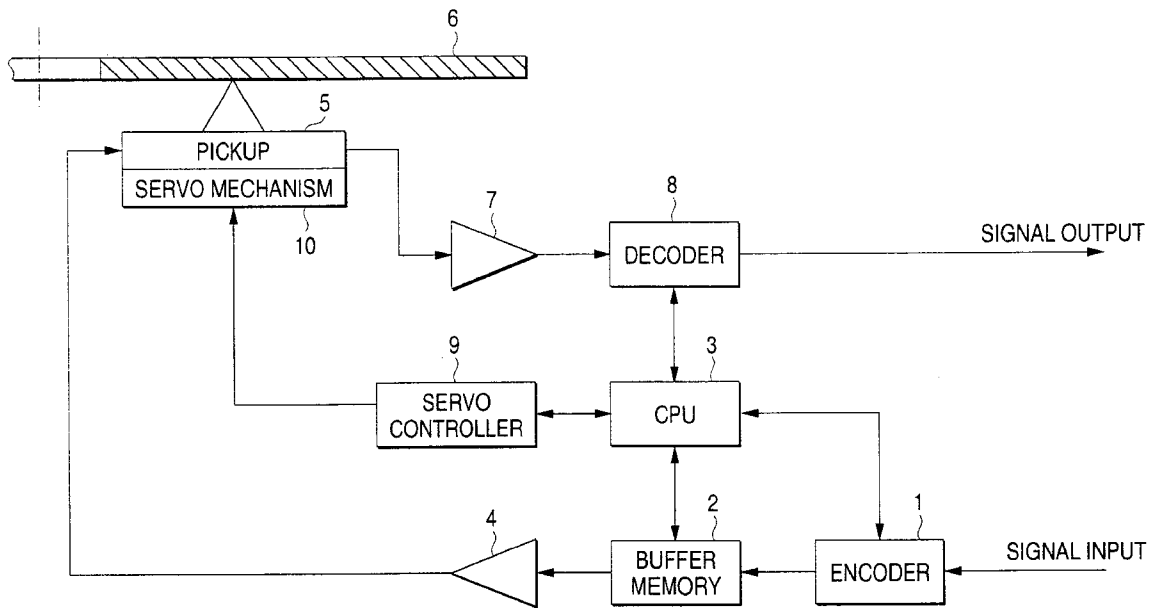 6
5
PICKUP
SERVO MECHANISM
10
7
8
DECODER
SIGNAL OUTPUT
9
SERVO
CONTROLLER
3
CPU
4
2
BUFFER
MEMORY
1
ENCODER
SIGNAL INPUT